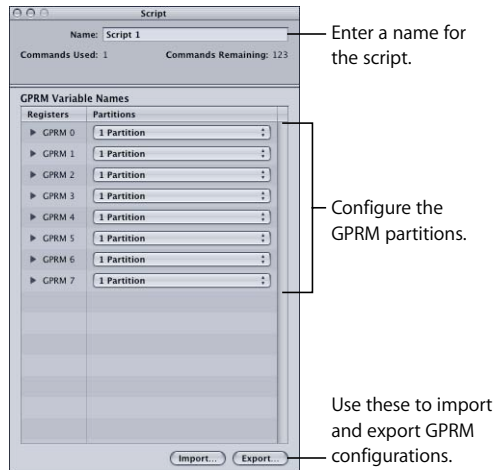 Script
Name: Script 1
Commands Used: 1 Commands Remaining: 123
GPRM Variable Names
Registers Partitions
GPRM 0 1 Partition
GPRM 1 1 Partition
GPRM 2 1 Partition
GPRM 3 1 Partition
GPRM 4 1 Partition
GPRM 5 1 Partition
GPRM 6 1 Partition
GPRM 7 1 Partition
Import... Export...
Enter a name for
the script.
Configure the
GPRM partitions.
Use these to import
and export GPRM
configurations.